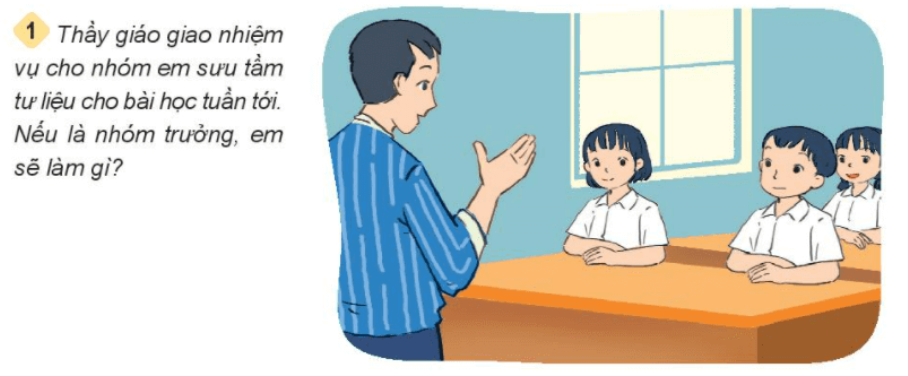 1 Thầy giáo giao nhiệm
vụ cho nhóm em sưu tầm
tư liệu cho bài học tuần tới.
Nếu là nhóm trưởng, em
sẽ làm gì?